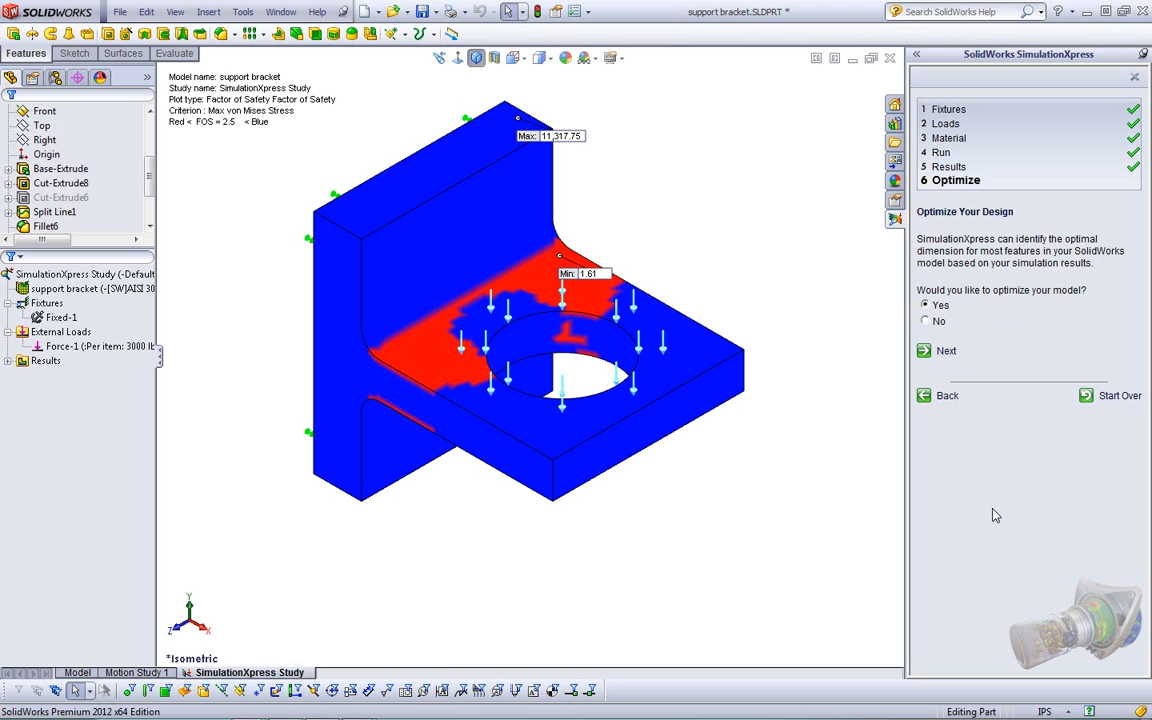 SOLIDWORKS File Edit View Insert Tools Window Help support bracket.SLDPRT * Search SolidWorks Help
Features Sketch Surfaces Evaluate
SolidWorks SimulationXpress
Model name: support bracket
Study name: SimulationXpress Study
Plot type: Factor of Safety Factor of Safety
Criterion : Max von Mises Stress
Red < FOS = 2.5 < Blue
Front
Top
Right
Origin
Base-Extrude
Cut-Extrude8
Cut-Extrude6
Split Line1
Fillet6
SimulationXpress Study (-Default
support bracket (-[SW]AISI 30
Fixtures
Fixed-1
External Loads
Force-1 (:Per item: 3000 lb
Results
Max: 11,317.75
Min: 1.61
1 Fixtures
2 Loads
3 Material
4 Run
5 Results
6 Optimize
Optimize Your Design
SimulationXpress can identify the optimal
dimension for most features in your SolidWorks
model based on your simulation results.
Would you like to optimize your model?
Yes
No
Next
Back Start Over
Y
X
Z
*Isometric
Model Motion Study 1 SimulationXpress Study
SolidWorks Premium 2012 x64 Edition Editing Part IPS